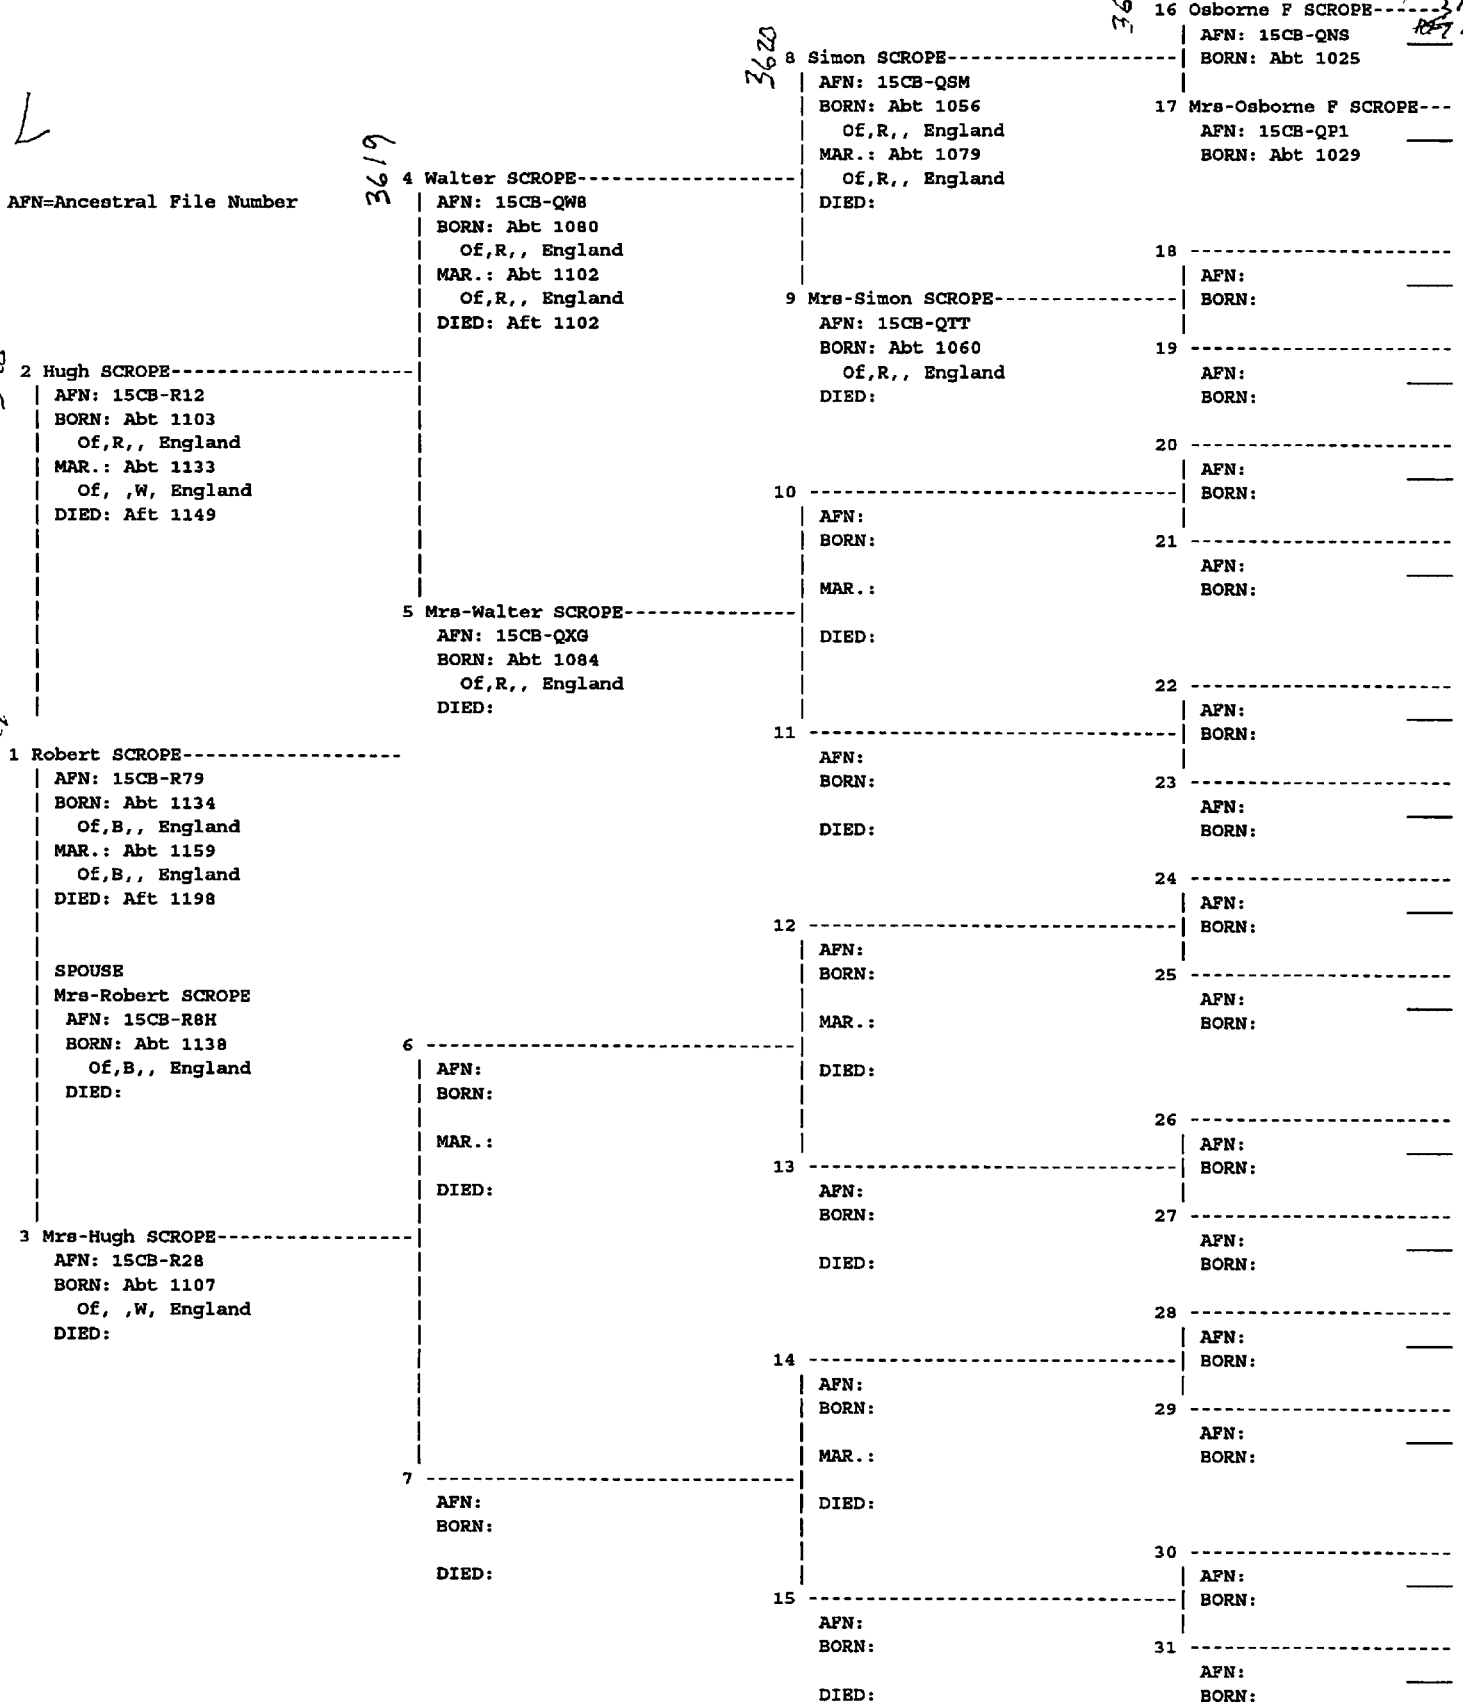 AFN=Ancestral File Number
2 Hugh SCROPE
AFN: 15CB-R12
BORN: Abt 1103
Of,R,, England
MAR.: Abt 1133
Of, ,W, England
DIED: Aft 1149
1 Robert SCROPE
AFN: 15CB-R79
BORN: Abt 1134
Of,B,, England
MAR.: Abt 1159
Of,B,, England
DIED: Aft 1198
SPOUSE
Mrs-Robert SCROPE
AFN: 15CB-R8H
BORN: Abt 1138
Of,B,, England
DIED:
3 Mrs-Hugh SCROPE
AFN: 15CB-R28
BORN: Abt 1107
Of, ,W, England
DIED:
3619
4 Walter SCROPE
AFN: 15CB-QW8
BORN: Abt 1080
Of,R,, England
MAR.: Abt 1102
Of,R,, England
DIED: Aft 1102
5 Mrs-Walter SCROPE
AFN: 15CB-QXG
BORN: Abt 1084
Of,R,, England
DIED:
6
AFN:
BORN:
MAR.:
DIED:
7
AFN:
BORN:
DIED:
3620
8 Simon SCROPE
AFN: 15CB-QSM
BORN: Abt 1056
Of,R,, England
MAR.: Abt 1079
Of,R,, England
DIED:
9 Mrs-Simon SCROPE
AFN: 15CB-QTT
BORN: Abt 1060
Of,R,, England
DIED:
10
AFN:
BORN:
MAR.:
DIED:
11
AFN:
BORN:
DIED:
12
AFN:
BORN:
MAR.:
DIED:
13
AFN:
BORN:
DIED:
14
AFN:
BORN:
MAR.:
DIED:
15
AFN:
BORN:
DIED:
16 Osborne F SCROPE
AFN: 15CB-QNS
BORN: Abt 1025
17 Mrs-Osborne F SCROPE
AFN: 15CB-QP1
BORN: Abt 1029
18
AFN:
BORN:
19
AFN:
BORN:
20
AFN:
BORN:
21
AFN:
BORN:
22
AFN:
BORN:
23
AFN:
BORN:
24
AFN:
BORN:
25
AFN:
BORN:
26
AFN:
BORN:
27
AFN:
BORN:
28
AFN:
BORN:
29
AFN:
BORN:
30
AFN:
BORN:
31
AFN:
BORN: